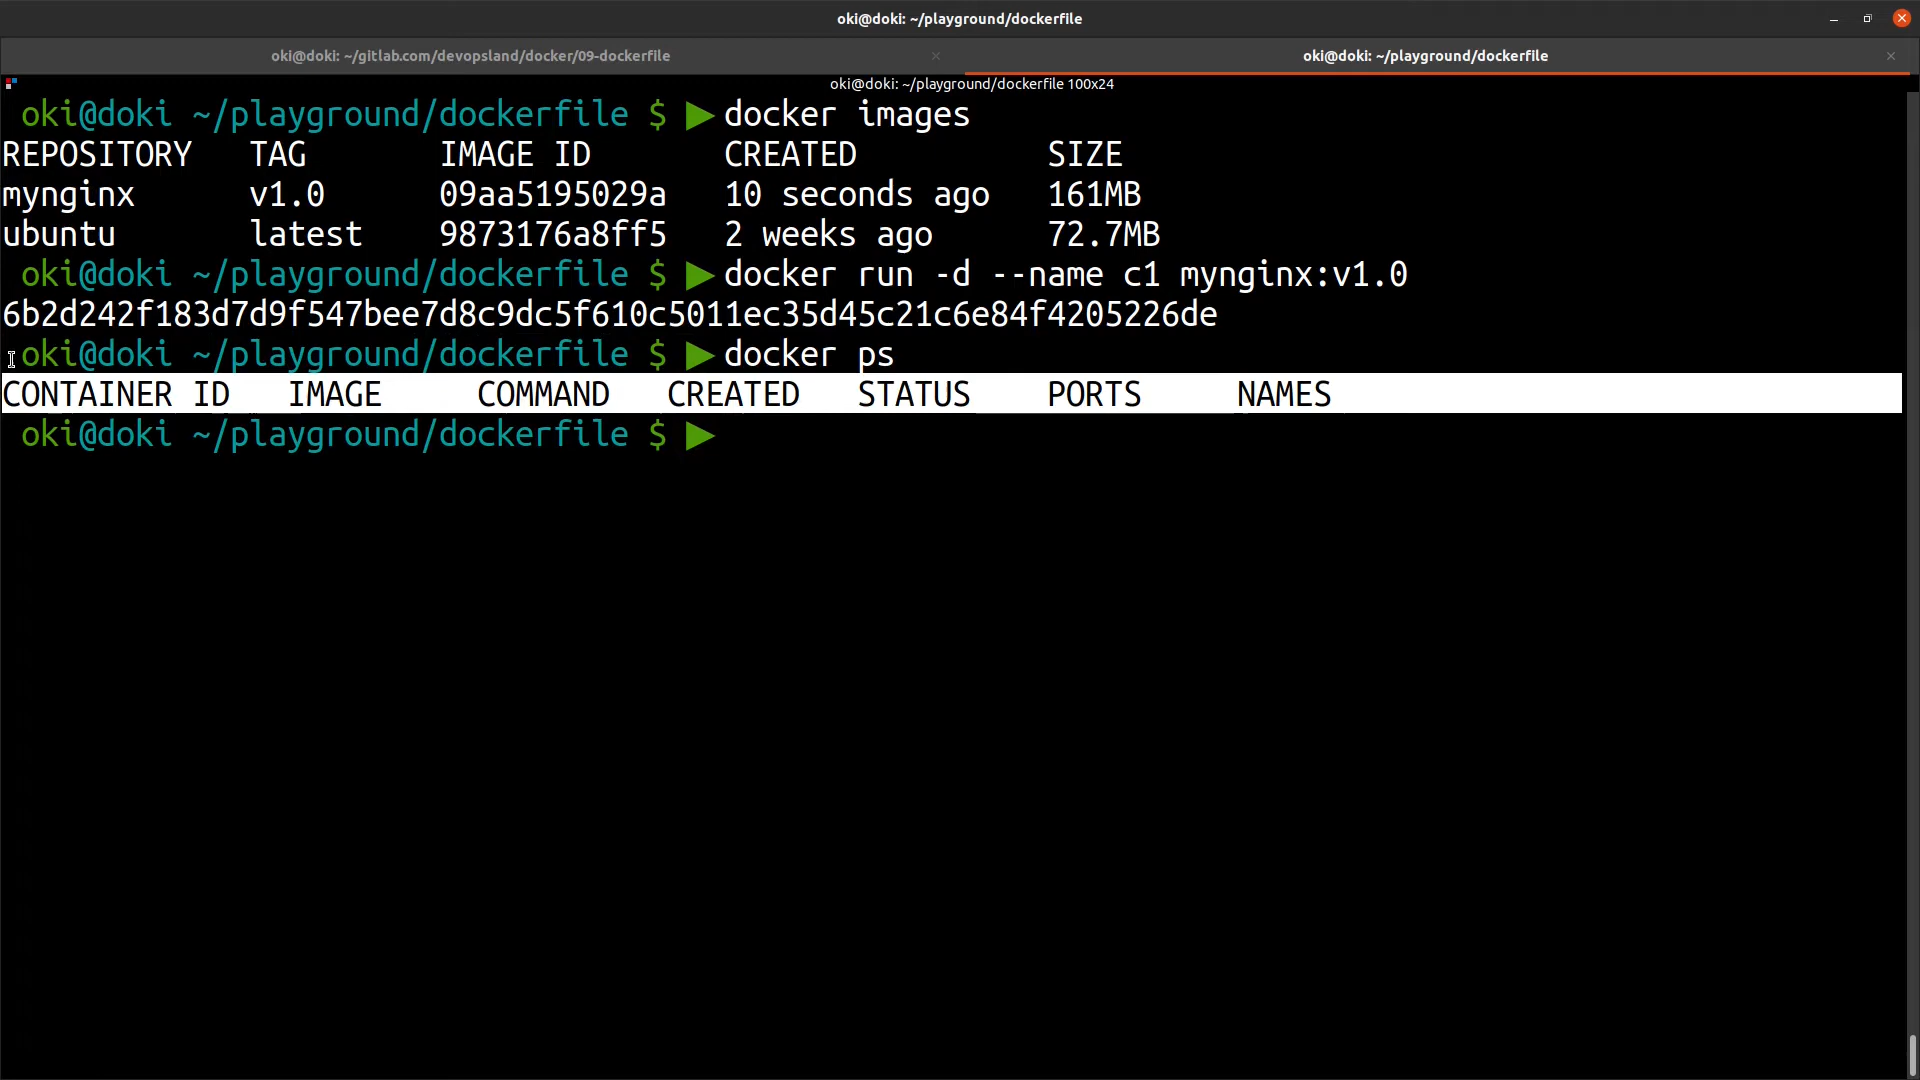 oki@doki: ~/playground/dockerfile
oki@doki: ~/gitlab.com/devopsland/docker/09-dockerfile
oki@doki: ~/playground/dockerfile
oki@doki: ~/playground/dockerfile 100x24
oki@doki ~/playground/dockerfile $ ▶ docker images
REPOSITORY TAG IMAGE ID CREATED SIZE
mynginx v1.0 09aa5195029a 10 seconds ago 161MB
ubuntu latest 9873176a8ff5 2 weeks ago 72.7MB
oki@doki ~/playground/dockerfile $ ▶ docker run -d --name c1 mynginx:v1.0
6b2d242f183d7d9f547bee7d8c9dc5f610c5011ec35d45c21c6e84f4205226de
oki@doki ~/playground/dockerfile $ ▶ docker ps
CONTAINER ID IMAGE COMMAND CREATED STATUS PORTS NAMES
oki@doki ~/playground/dockerfile $ ▶